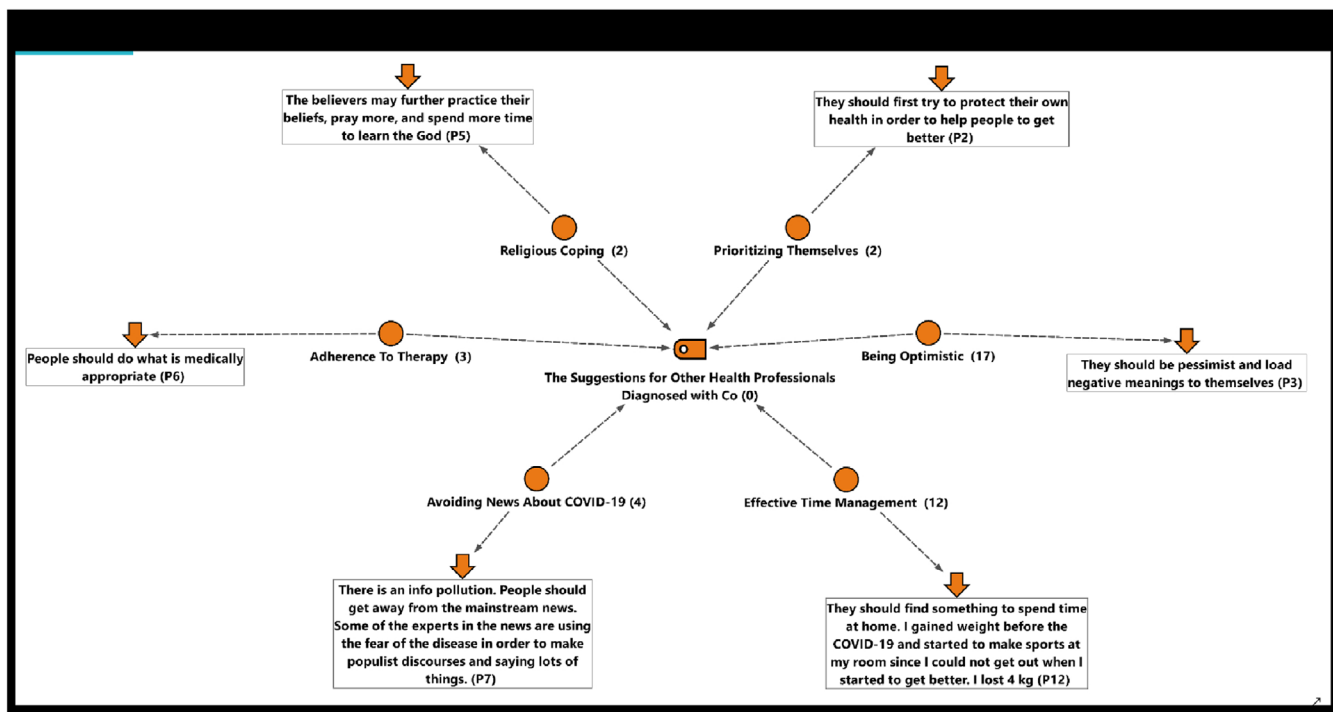 The believers may further practice their
beliefs, pray more, and spend more time
to learn the God (P5)
They should first try to protect their own
health in order to help people to get
better (P2)
Religious Coping (2)
Prioritizing Themselves (2)
People should do what is medically
appropriate (P6)
Adherence To Therapy (3)
The Suggestions for Other Health Professionals
Diagnosed with Co (0)
Being Optimistic (17)
They should be pessimist and load
negative meanings to themselves (P3)
Avoiding News About COVID-19 (4)
Effective Time Management (12)
There is an info pollution. People should
get away from the mainstream news.
Some of the experts in the news are using
the fear of the disease in order to make
populist discourses and saying lots of
things. (P7)
They should find something to spend time
at home. I gained weight before the
COVID-19 and started to make sports at
my room since I could not get out when I
started to get better. I lost 4 kg (P12)